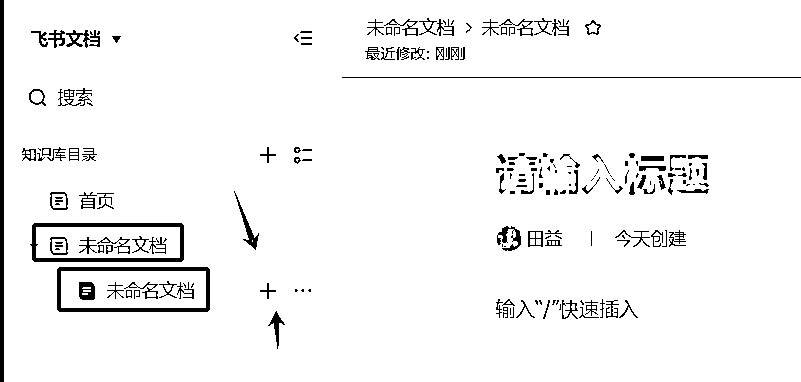 飞书文档
搜索
知识库目录
首页
未命名文档
未命名文档
未命名文档 > 未命名文档
最近修改: 刚刚
请输入标题
田益 | 今天创建
输入“/”快速插入